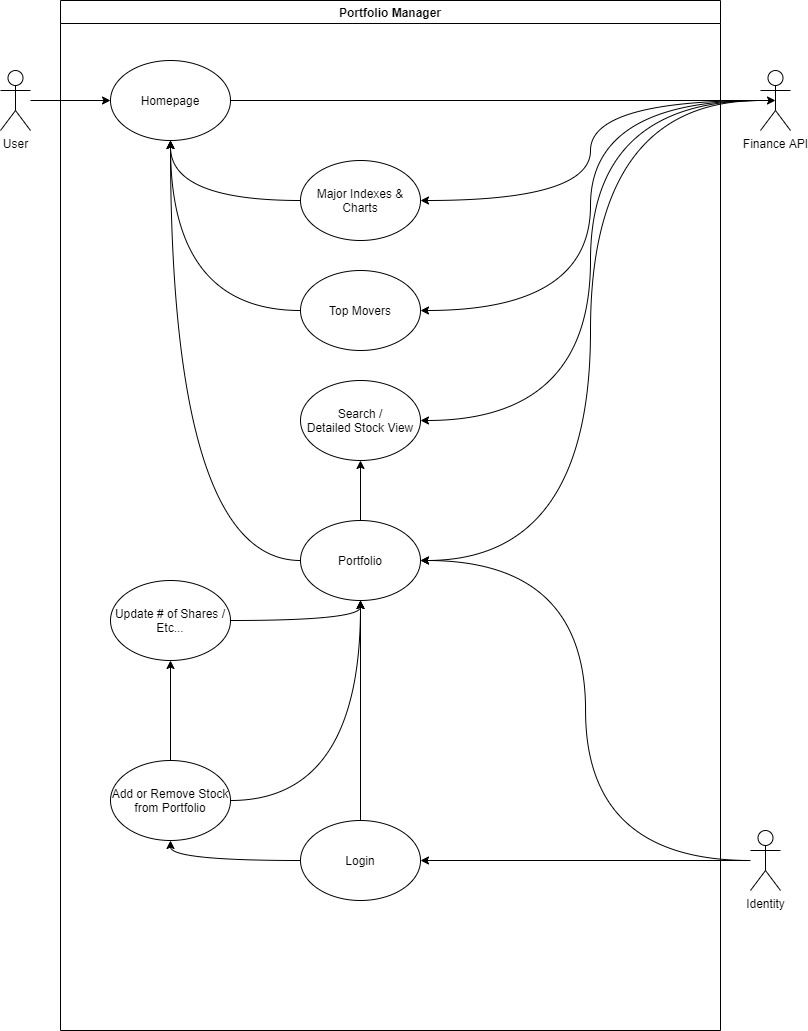 Portfolio Manager
Homepage
User
Finance API
Major Indexes &
Charts
Top Movers
Search /
Detailed Stock View
Portfolio
Update # of Shares /
Etc...
Add or Remove Stock
from Portfolio
Login
Identity